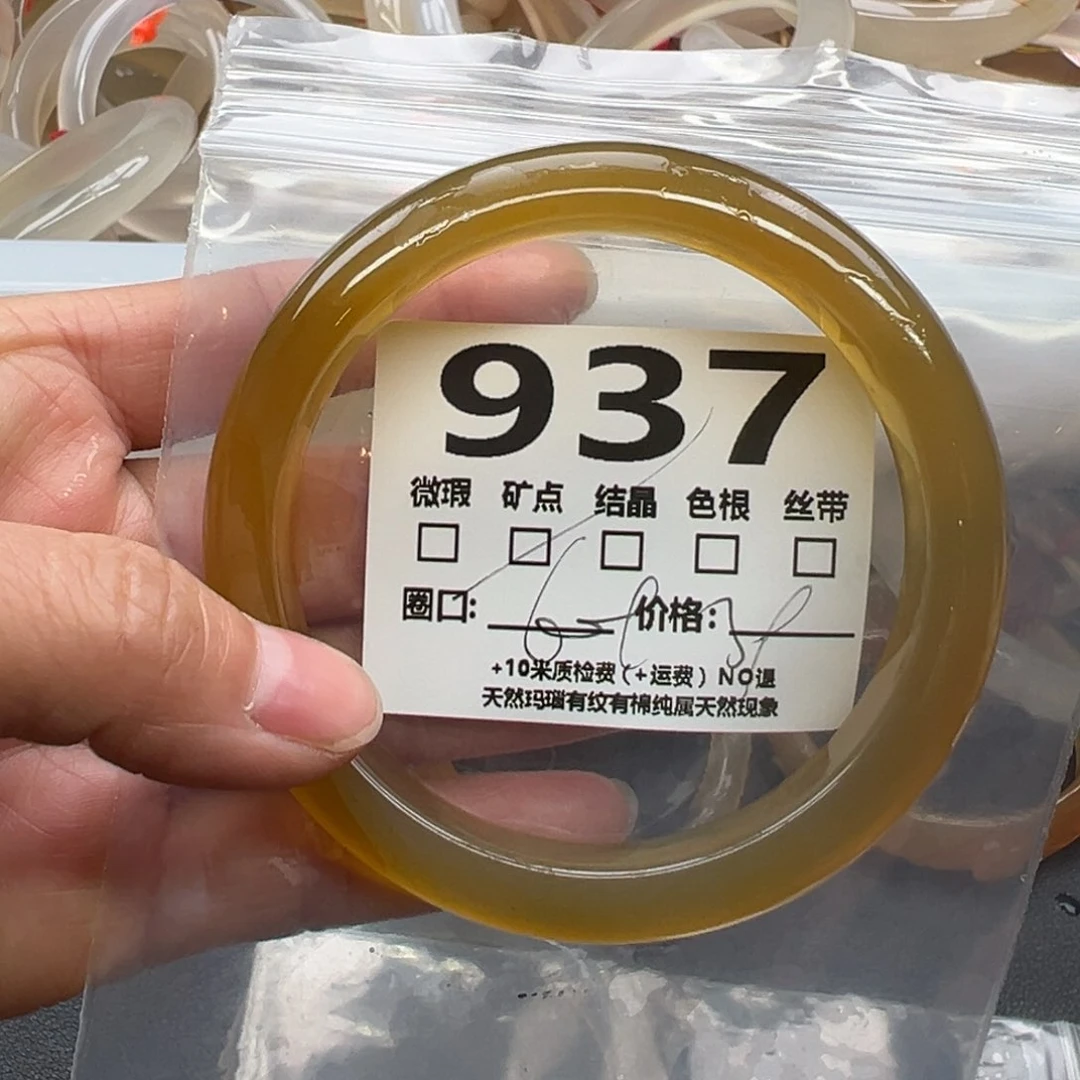 937
微瑕 矿点 结晶 色根 丝带
圈口: 价格:
+10米质检费(+运费) NO退
天然玛瑙有纹有棉纯属天然现象